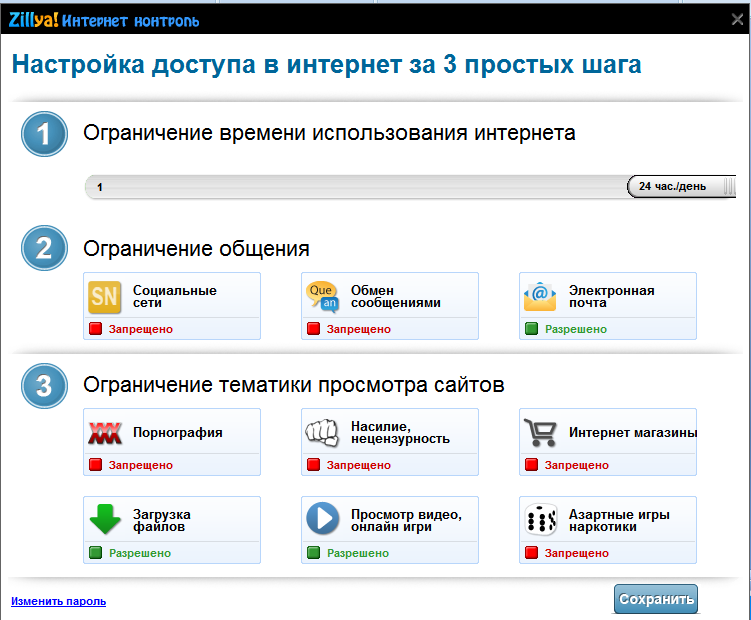 Zillya! Интернет контроль
Настройка доступа в интернет за 3 простых шага
1
Ограничение времени использования интернета
1
24 час./день
2
Ограничение общения
SN
Социальные
сети
Запрещено
Que
an
Обмен
сообщениями
Запрещено
@
Электронная
почта
Разрешено
3
Ограничение тематики просмотра сайтов
XXX
Порнография
Запрещено
Насилие,
нецензурность
Запрещено
Интернет магазины
Запрещено
Загрузка
файлов
Разрешено
Просмотр видео,
онлайн игри
Разрешено
Азартные игры
наркотики
Запрещено
Изменить пароль
Сохранить